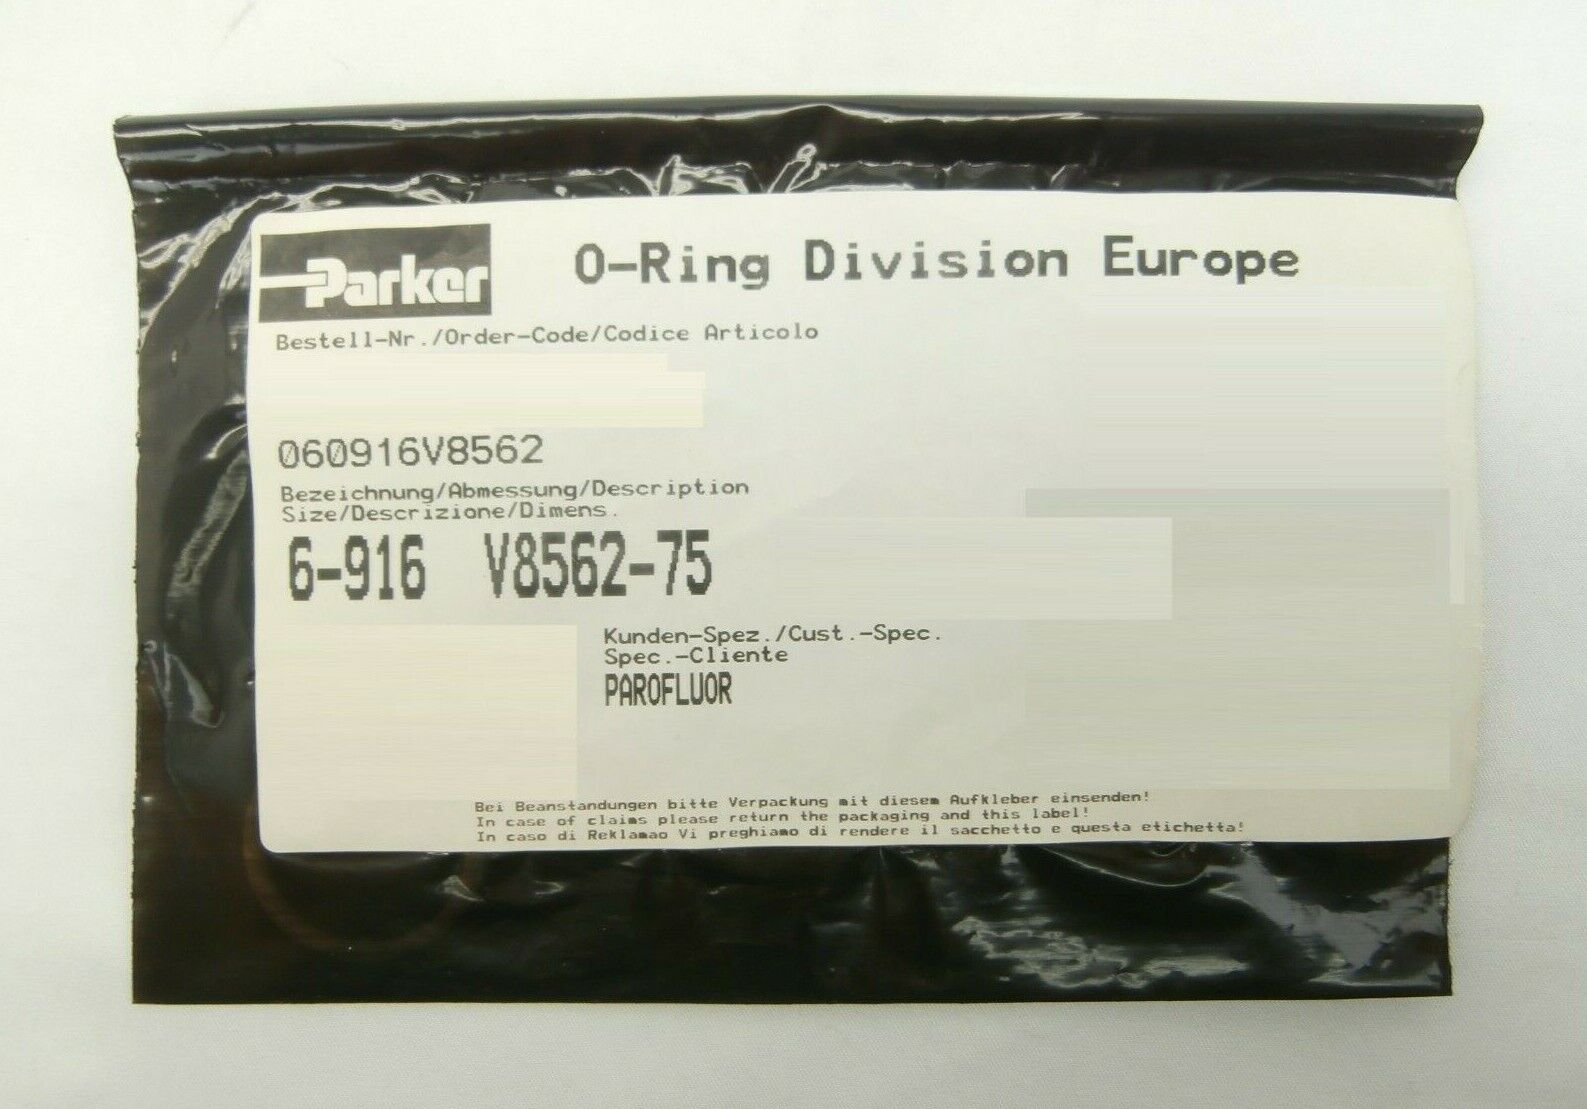 Parker
O-Ring Division Europe
Bestell-Nr./Order-Code/Codice Articolo
060916V8562
Bezeichnung/Abmessung/Description
Size/Descrizione/Dimens.
6-916 V8562-75
Kunden-Spez./Cust.-Spec.
Spec.-Cliente
PAROFLUOR
Bei Beanstandungen bitte Verpackung mit diesem Aufkleber einsenden!
In case of claims please return the packaging and this label!
In caso di Reklamao Vi preghiamo di rendere il sacchetto e questa etichetta!